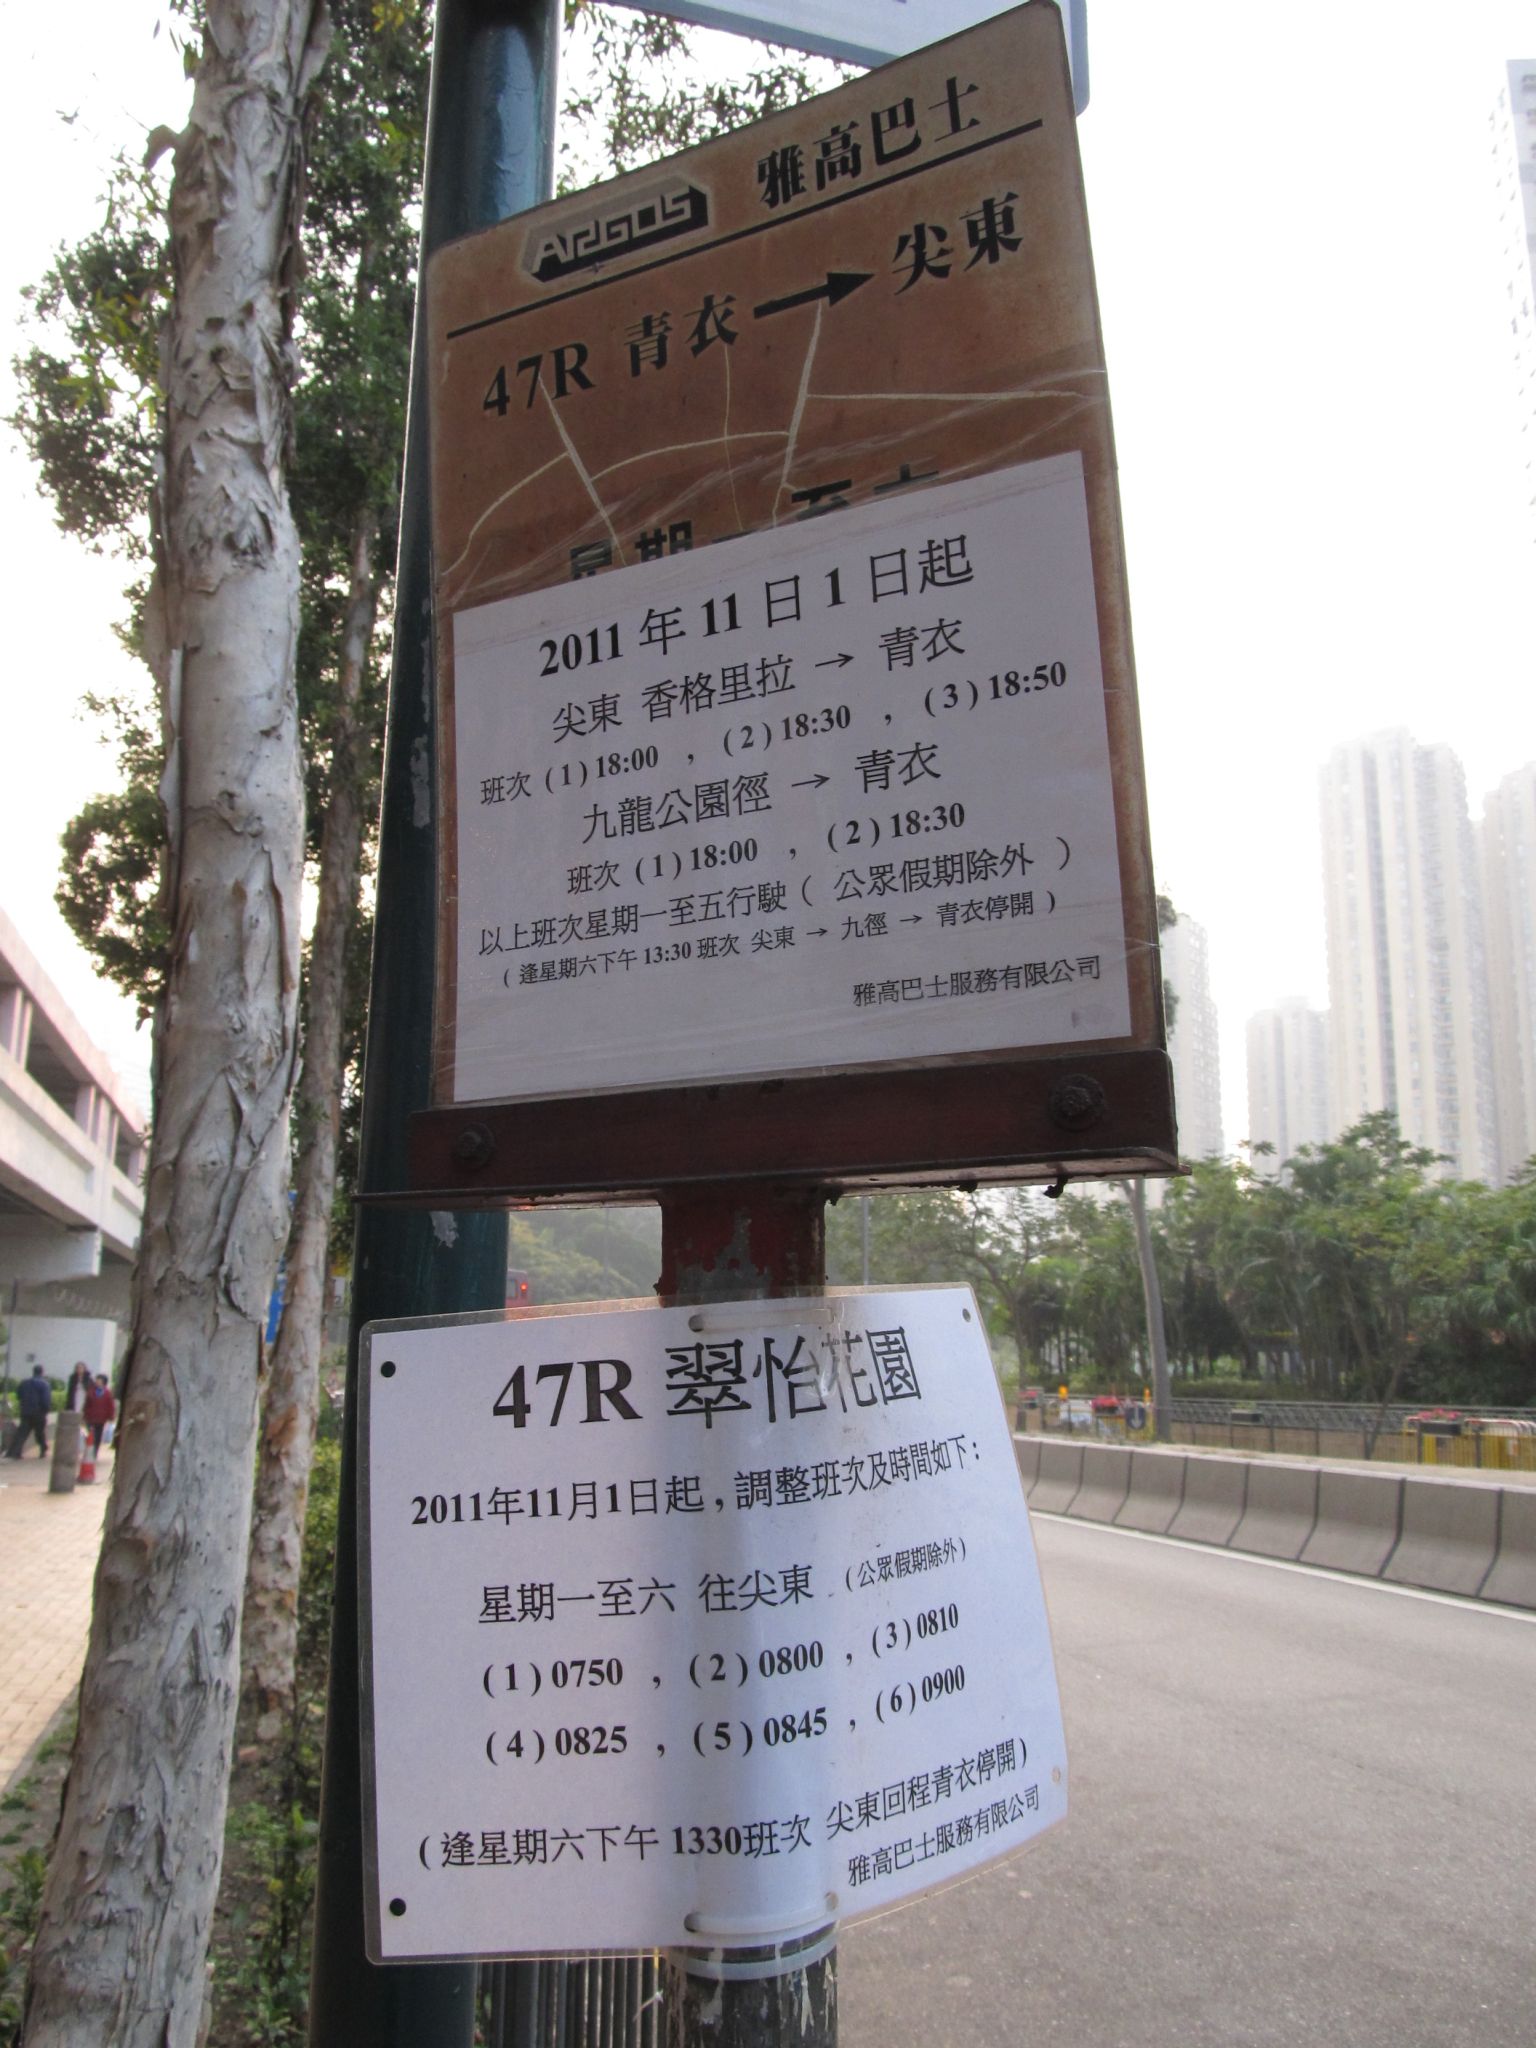 ARGOS 雅高巴士
47R 青衣 → 尖東
星期一至六
2011 年 11 日 1 日起
尖東 香格里拉 → 青衣
班次 (1) 18:00 , (2) 18:30 , (3) 18:50
九龍公園徑 → 青衣
班次 (1) 18:00 , (2) 18:30
以上班次星期一至五行駛 ( 公眾假期除外 )
( 逢星期六下午 13:30 班次 尖東 → 九徑 → 青衣停開 )
雅高巴士服務有限公司
47R 翠怡花園
2011年11月1日起 , 調整班次及時間如下 :
星期一至六 往尖東 (公眾假期除外)
(1) 0750 , (2) 0800 , (3) 0810
(4) 0825 , (5) 0845 , (6) 0900
( 逢星期六下午 1330班次 尖東回程青衣停開 )
雅高巴士服務有限公司